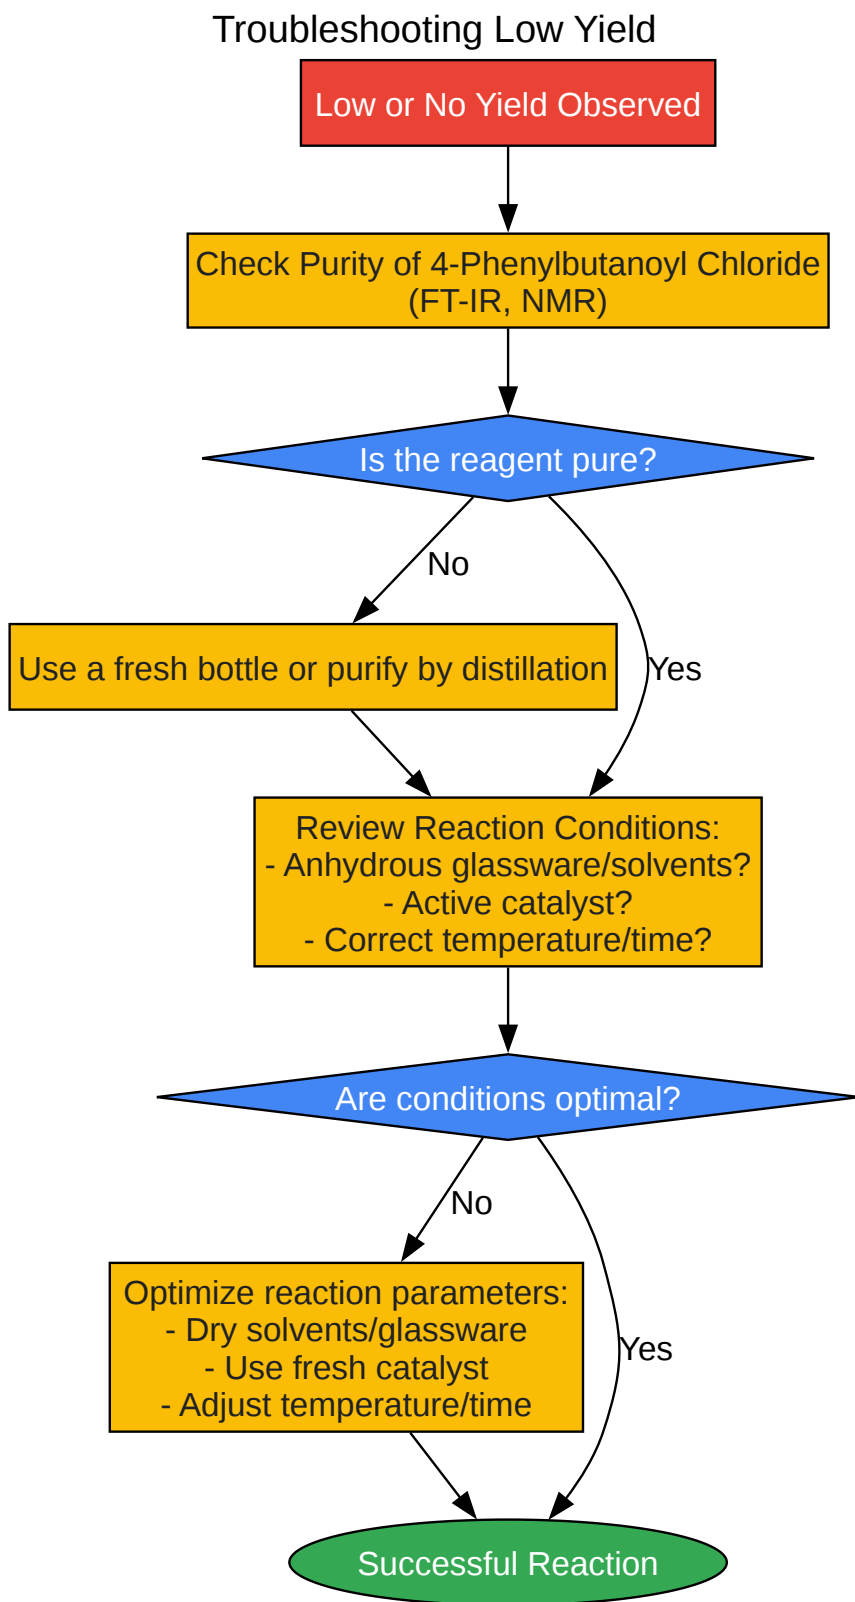 Troubleshooting Low Yield
Low or No Yield Observed
Check Purity of 4-Phenylbutanoyl Chloride
(FT-IR, NMR)
Is the reagent pure?
No
Use a fresh bottle or purify by distillation
Yes
Review Reaction Conditions:
- Anhydrous glassware/solvents?
- Active catalyst?
- Correct temperature/time?
Are conditions optimal?
No
Optimize reaction parameters:
- Dry solvents/glassware
- Use fresh catalyst
- Adjust temperature/time
Yes
Successful Reaction